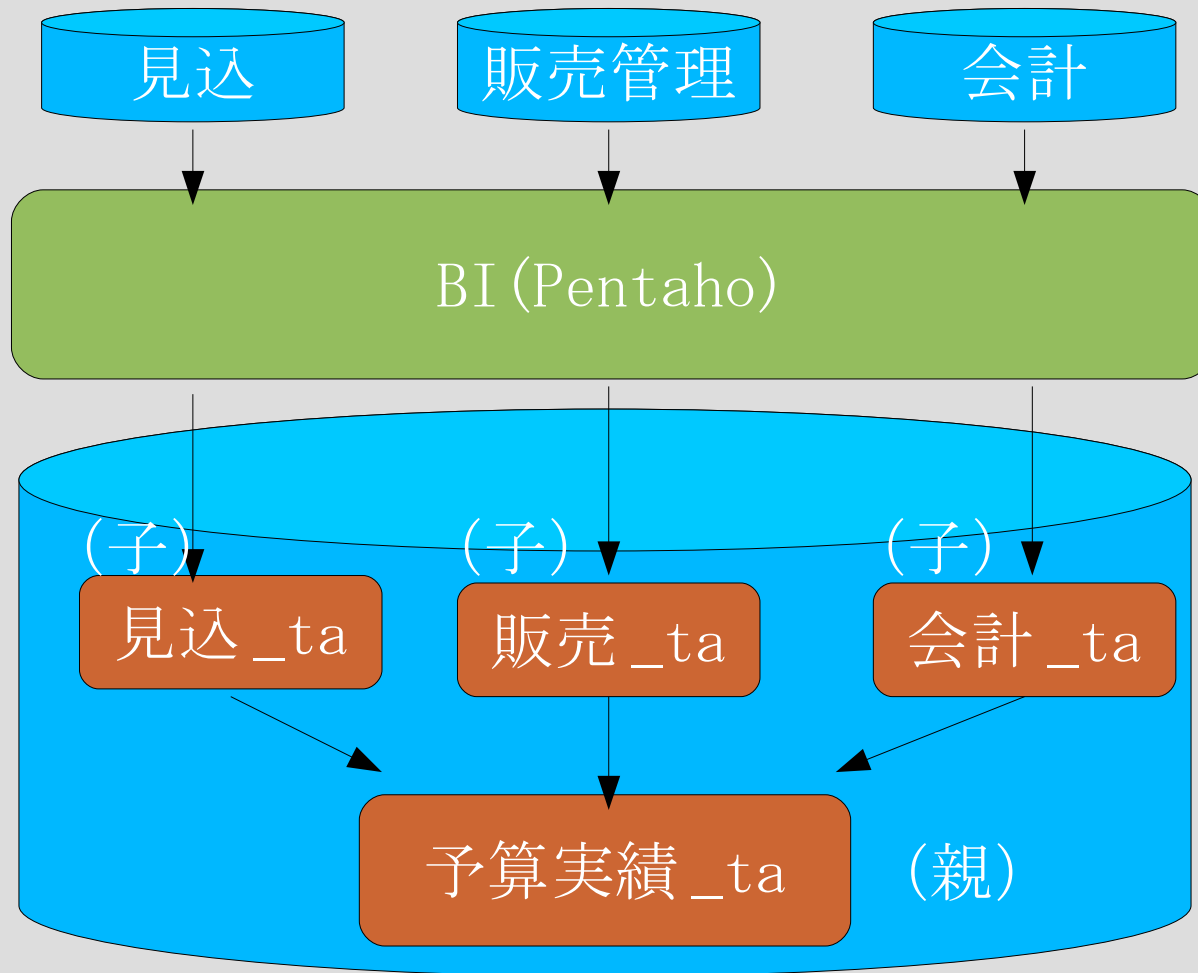 見込
販売管理
会計
BI(Pentaho)
(子)
(子)
(子)
見込_ta
販売_ta
会計_ta
予算実績_ta
(親)